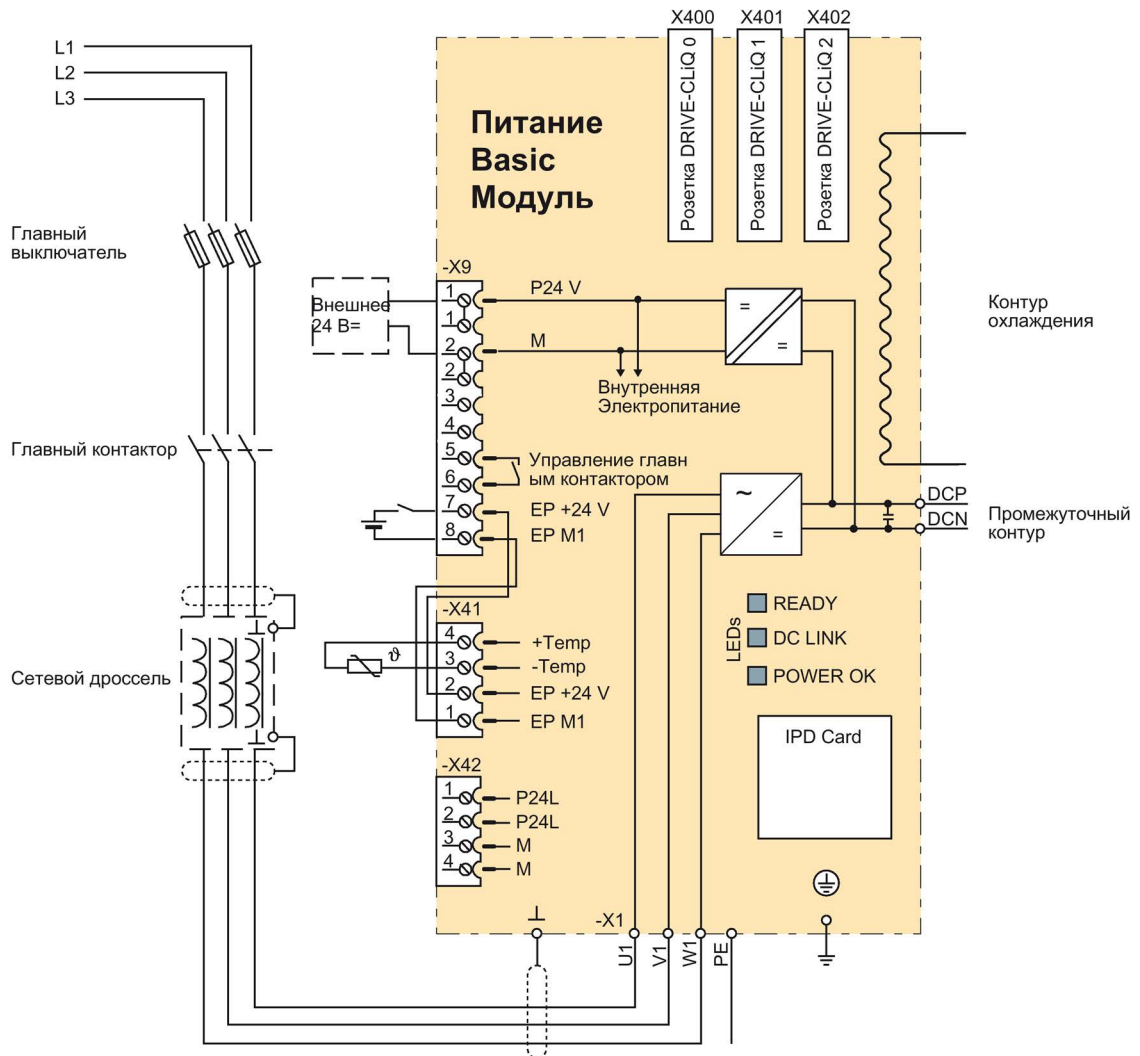 X400
X401
X402
L1
L2
L3
Розетка DRIVE-CLiQ 0
Розетка DRIVE-CLiQ 1
Розетка DRIVE-CLiQ 2
Питание
Basic
Модуль
Главный
выключатель
-X9
Внешнее
24 В=
1
1
2
2
3
4
5
6
7
8
P24 V
M
=
=
Внутренняя
Электропитание
Контур
охлаждения
Главный контактор
Управление главн
ым контактором
EP +24 V
EP M1
~
=
DCP
DCN
Промежуточный
контур
-X41
4
3
2
1
ϑ
+Temp
-Temp
EP +24 V
EP M1
LEDs
READY
DC LINK
POWER OK
Сетевой дроссель
IPD Card
-X42
1
2
3
4
P24L
P24L
M
M
-X1
U1
V1
W1
PE